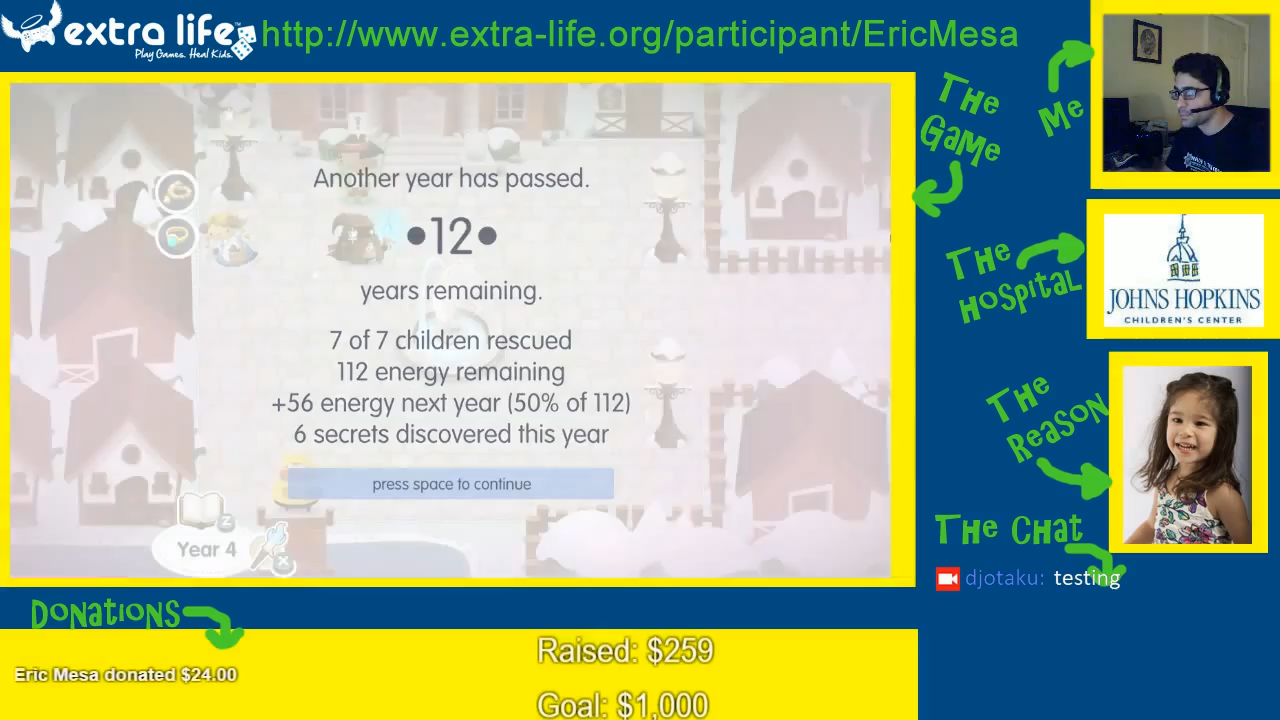 extra life
Play Games. Heal Kids.
http://www.extra-life.org/participant/EricMesa
The
Game
Me
Another year has passed.
•12•
years remaining.
7 of 7 children rescued
112 energy remaining
+56 energy next year (50% of 112)
6 secrets discovered this year
press space to continue
Z
Year 4
X
The
Hospital
JOHNS HOPKINS
CHILDREN'S CENTER
The
Reason
The Chat
djotaku: testing
Donations
Eric Mesa donated $24.00
Raised: $259
Goal: $1,000